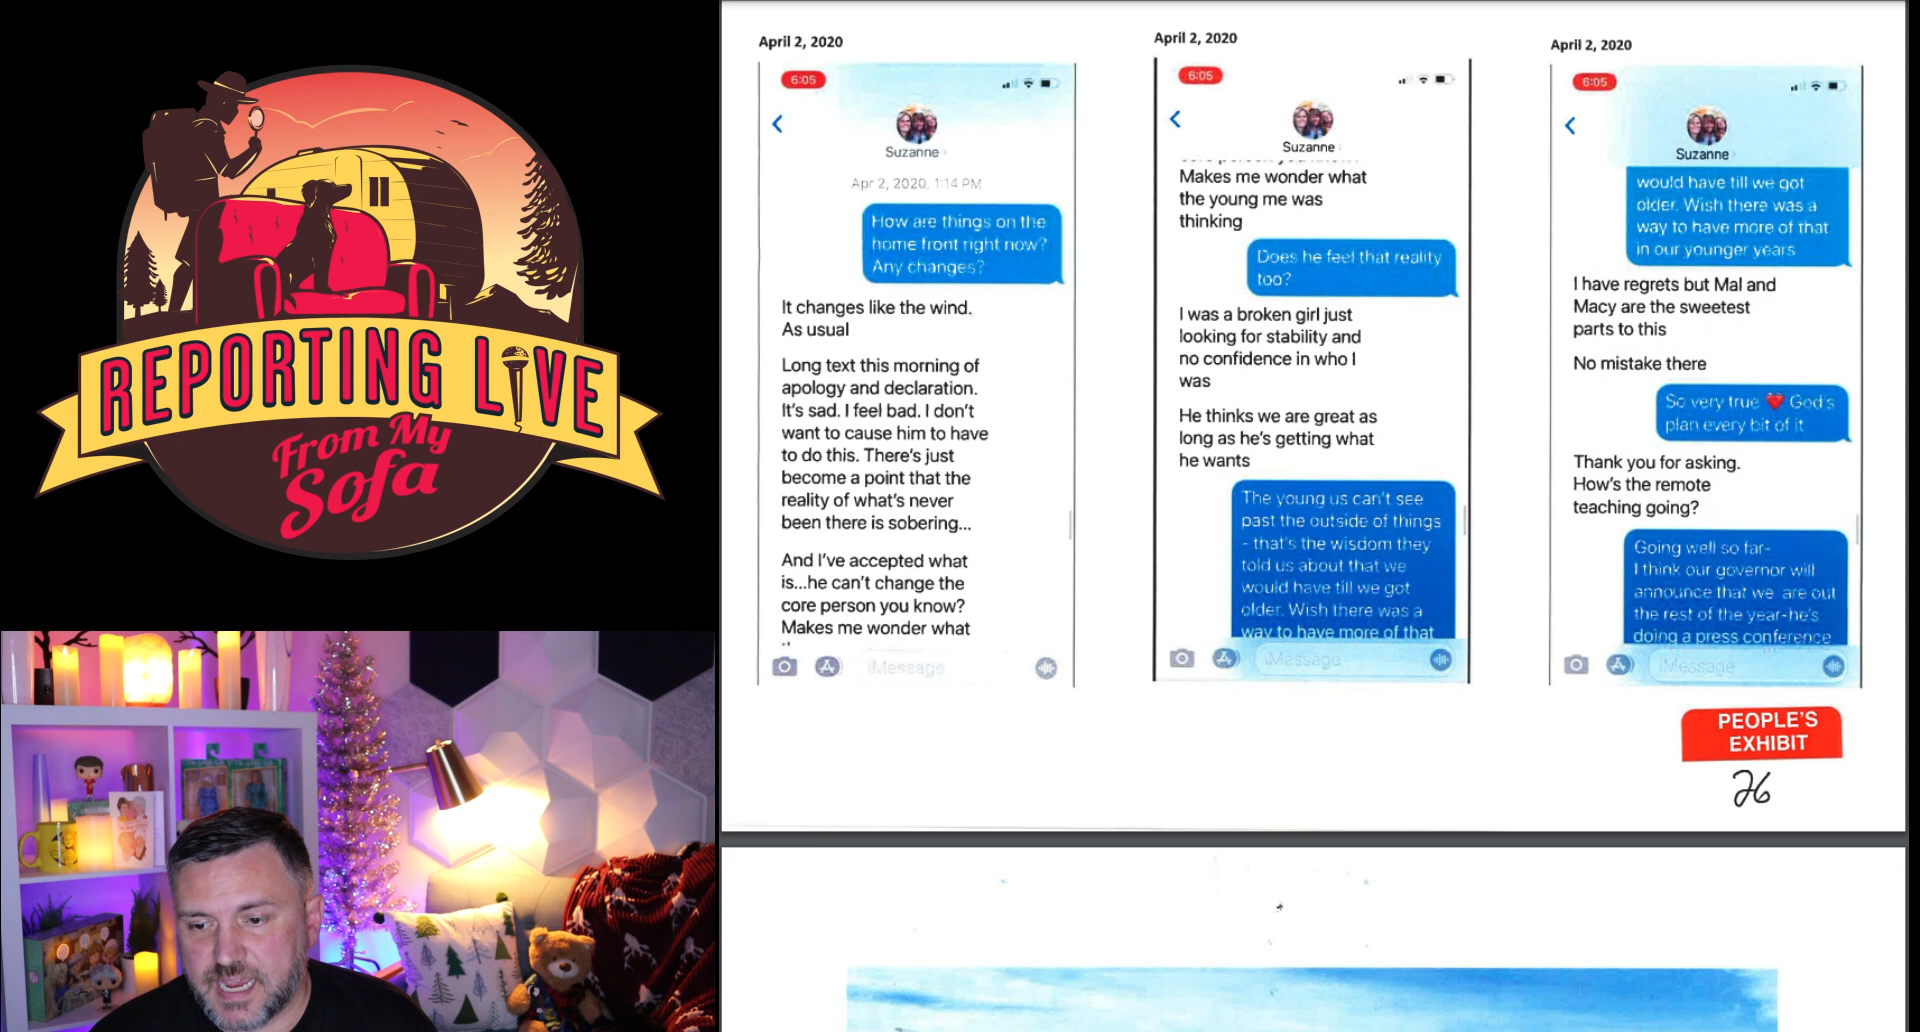 REPORTING LIVE
From My
Sofa
April 2, 2020
6:05
Suzanne
Apr 2, 2020, 1:14 PM
How are things on the
home front right now?
Any changes?
It changes like the wind.
As usual
Long text this morning of
apology and declaration.
It's sad. I feel bad. I don't
want to cause him to have
to do this. There's just
become a point that the
reality of what's never
been there is sobering...
And I've accepted what
is...he can't change the
core person you know?
Makes me wonder what
iMessage
April 2, 2020
6:05
Suzanne
Makes me wonder what
the young me was
thinking
Does he feel that reality
too?
I was a broken girl just
looking for stability and
no confidence in who I
was
He thinks we are great as
long as he's getting what
he wants
The young us can't see
past the outside of things
- that's the wisdom they
told us about that we
would have till we got
older. Wish there was a
way to have more of that
iMessage
April 2, 2020
6:05
Suzanne
would have till we got
older. Wish there was a
way to have more of that
in our younger years
I have regrets but Mal and
Macy are the sweetest
parts to this
No mistake there
So very true ❤️ God's
plan every bit of it
Thank you for asking.
How's the remote
teaching going?
Going well so far-
I think our governor will
announce that we are out
the rest of the year-he's
doing a press conference
iMessage
PEOPLE'S
EXHIBIT
26